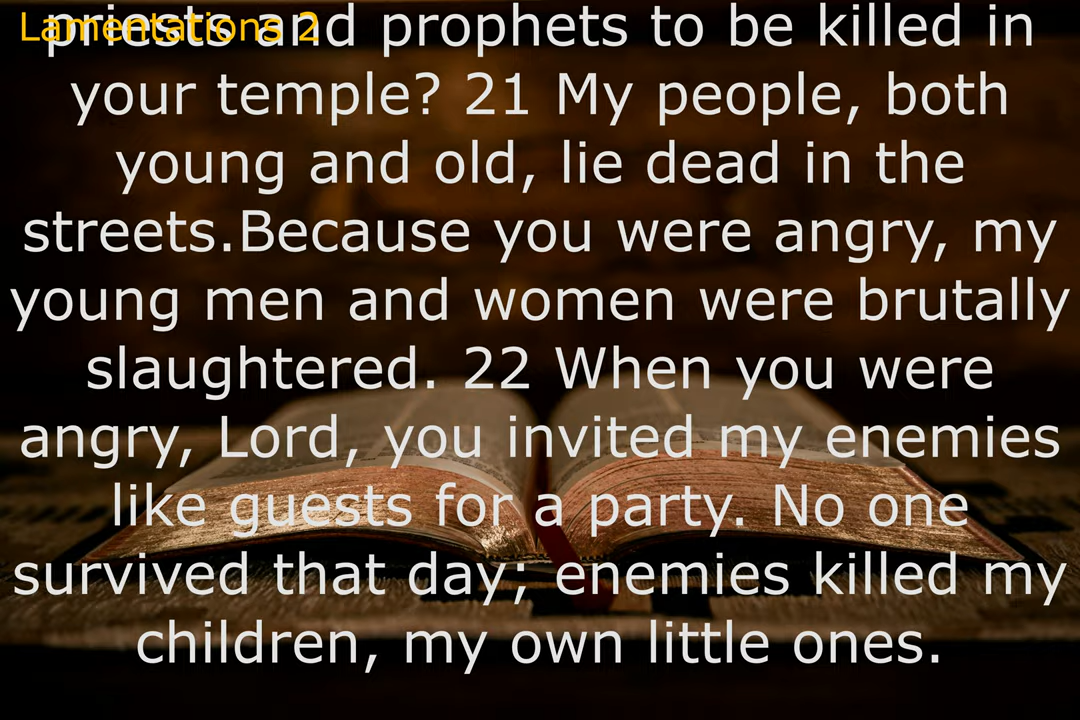 Lamentations 2
priests and prophets to be killed in
your temple? 21 My people, both
young and old, lie dead in the
streets.Because you were angry, my
young men and women were brutally
slaughtered. 22 When you were
angry, Lord, you invited my enemies
like guests for a party. No one
survived that day; enemies killed my
children, my own little ones.